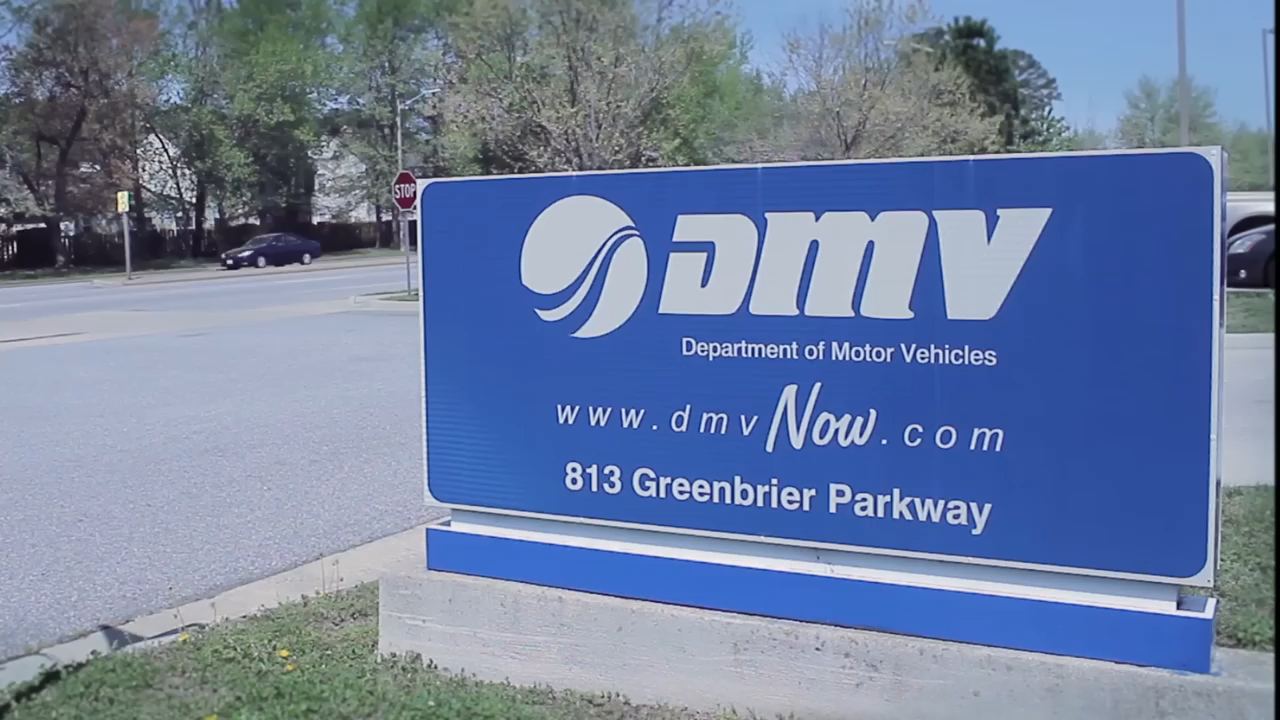 STOP
DMV
Department of Motor Vehicles
www.dmvNow.com
813 Greenbrier Parkway